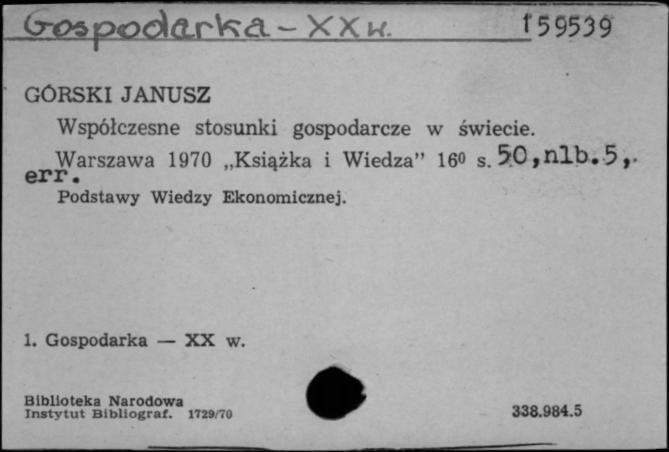 Gospodarka - XX w. 159539
GÓRSKI JANUSZ
Współczesne stosunki gospodarcze w świecie.
Warszawa 1970 „Książka i Wiedza” 16⁰ s. 50,nlb.5,
err.
Podstawy Wiedzy Ekonomicznej.
1. Gospodarka — XX w.
Biblioteka Narodowa
Instytut Bibliograf. 1729/70 338.984.5